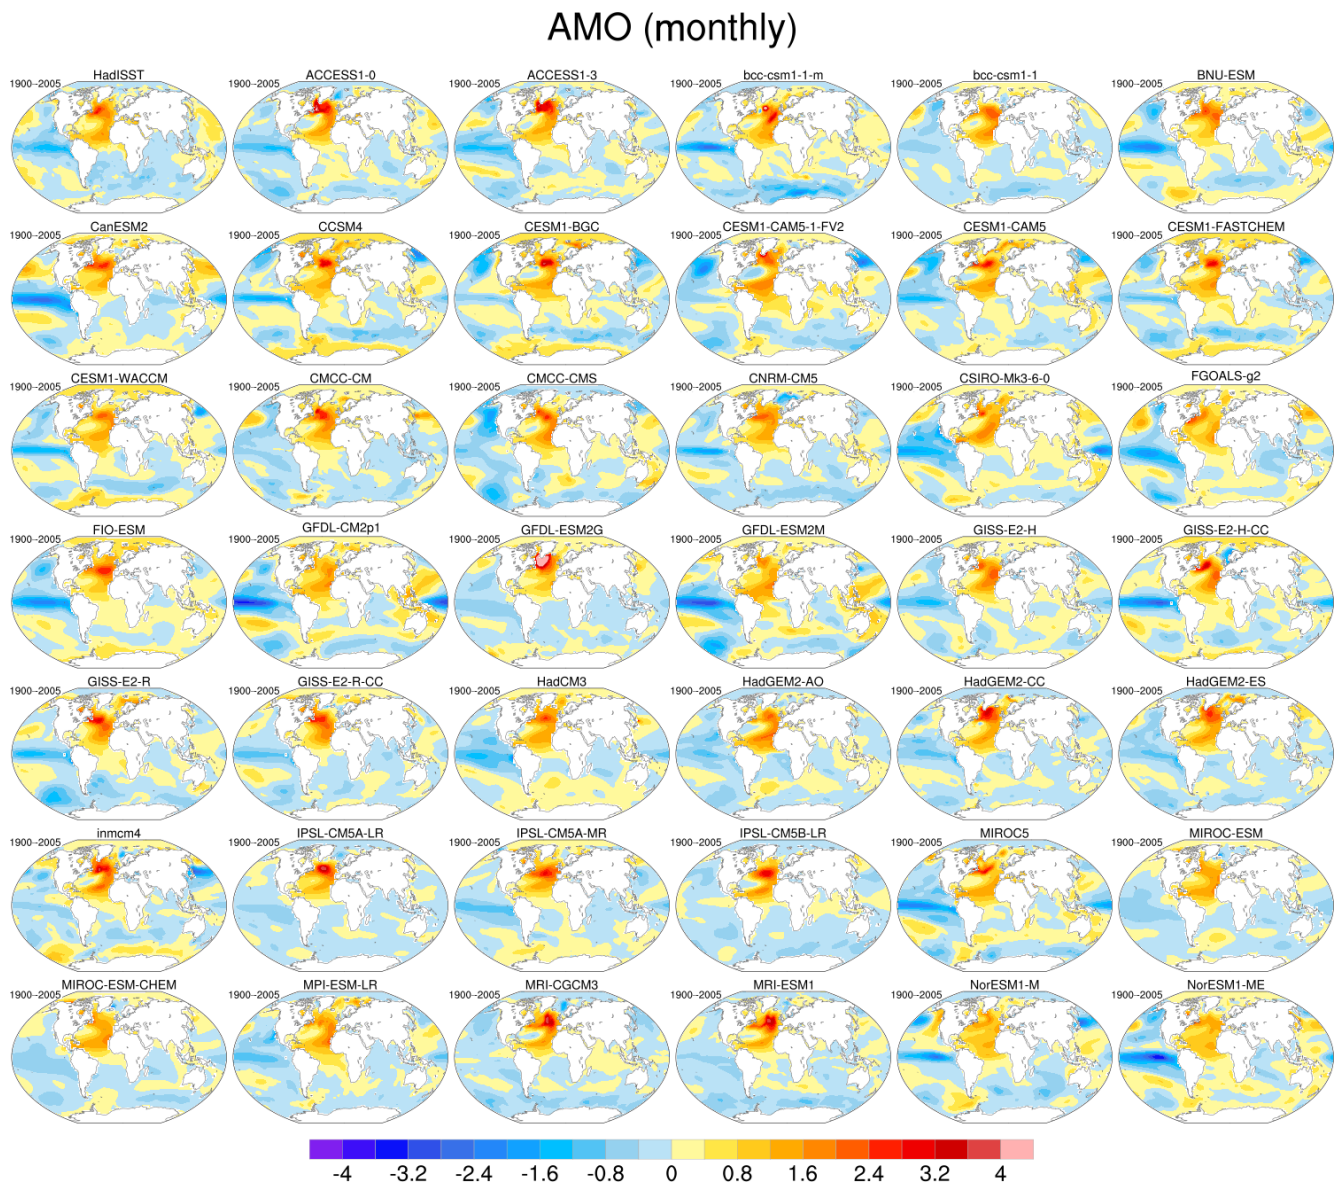 AMO (monthly)
HadISST ACCESS1-0 ACCESS1-3 bcc-csm1-1-m bcc-csm1-1 BNU-ESM
1900-2005 1900-2005 1900-2005 1900-2005 1900-2005 1900-2005
CanESM2 CCSM4 CESM1-BGC CESM1-CAM5-1-FV2 CESM1-CAM5 CESM1-FASTCHEM
1900-2005 1900-2005 1900-2005 1900-2005 1900-2005 1900-2005
CESM1-WACCM CMCC-CM CMCC-CMS CNRM-CM5 CSIRO-Mk3-6-0 FGOALS-g2
1900-2005 1900-2005 1900-2005 1900-2005 1900-2005 1900-2005
FIO-ESM GFDL-CM2p1 GFDL-ESM2G GFDL-ESM2M GISS-E2-H GISS-E2-H-CC
1900-2005 1900-2005 1900-2005 1900-2005 1900-2005 1900-2005
GISS-E2-R GISS-E2-R-CC HadCM3 HadGEM2-AO HadGEM2-CC HadGEM2-ES
1900-2005 1900-2005 1900-2005 1900-2005 1900-2005 1900-2005
inmcm4 IPSL-CM5A-LR IPSL-CM5A-MR IPSL-CM5B-LR MIROC5 MIROC-ESM
1900-2005 1900-2005 1900-2005 1900-2005 1900-2005 1900-2005
MIROC-ESM-CHEM MPI-ESM-LR MRI-CGCM3 MRI-ESM1 NorESM1-M NorESM1-ME
1900-2005 1900-2005 1900-2005 1900-2005 1900-2005 1900-2005
-4 -3.2 -2.4 -1.6 -0.8 0 0.8 1.6 2.4 3.2 4